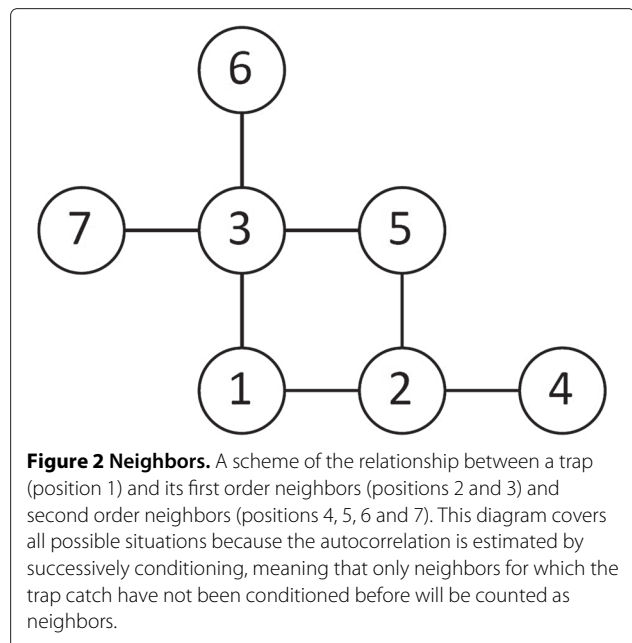 6
7 3 5
1 2 4
Figure 2 Neighbors. A scheme of the relationship between a trap
(position 1) and its first order neighbors (positions 2 and 3) and
second order neighbors (positions 4, 5, 6 and 7). This diagram covers
all possible situations because the autocorrelation is estimated by
successively conditioning, meaning that only neighbors for which the
trap catch have not been conditioned before will be counted as
neighbors.